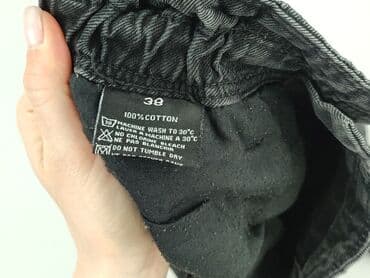 38
100% COTTON
MACHINE WASH TO 30°C
LAVER A MACHINE A 30°C
NO CHLORINE BLEACH
NE PAS BLANCHIR
DO NOT TUMBLE DRY